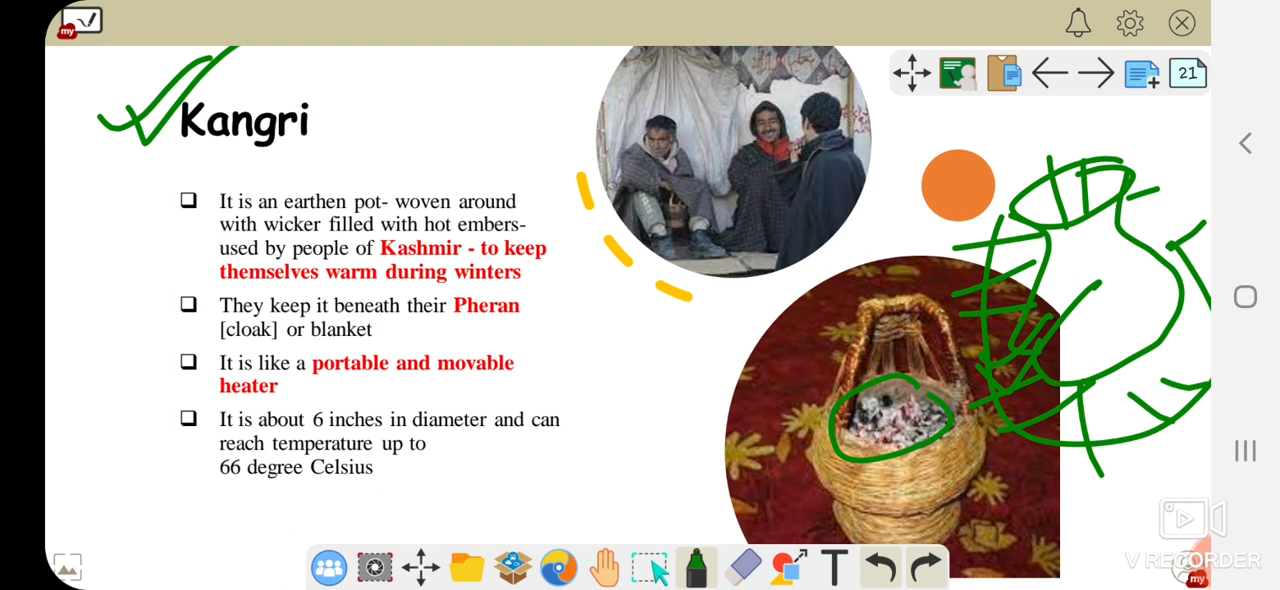 my
21
Kangri
It is an earthen pot- woven around
with wicker filled with hot embers-
used by people of Kashmir - to keep
themselves warm during winters
They keep it beneath their Pheran
[cloak] or blanket
It is like a portable and movable
heater
It is about 6 inches in diameter and can
reach temperature up to
66 degree Celsius
T
V RECORDER
my